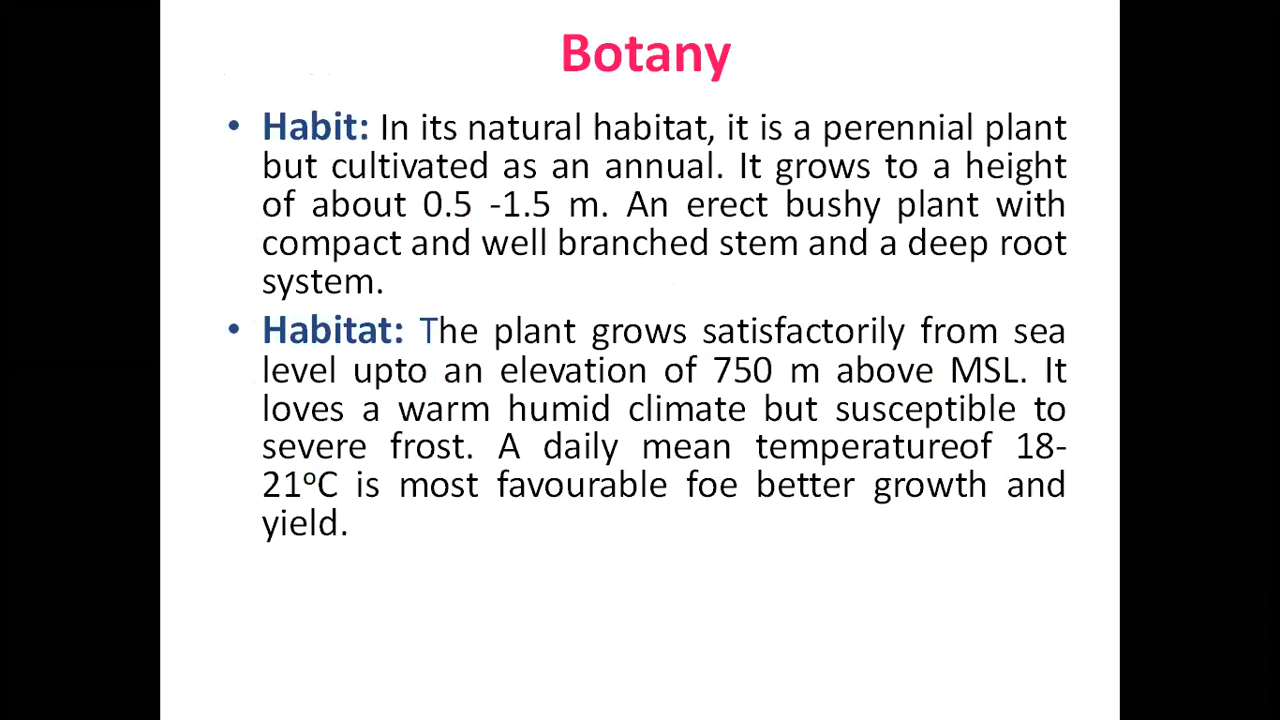 Botany
• Habit: In its natural habitat, it is a perennial plant
but cultivated as an annual. It grows to a height
of about 0.5 -1.5 m. An erect bushy plant with
compact and well branched stem and a deep root
system.
• Habitat: The plant grows satisfactorily from sea
level upto an elevation of 750 m above MSL. It
loves a warm humid climate but susceptible to
severe frost. A daily mean temperatureof 18-
21ºC is most favourable foe better growth and
yield.